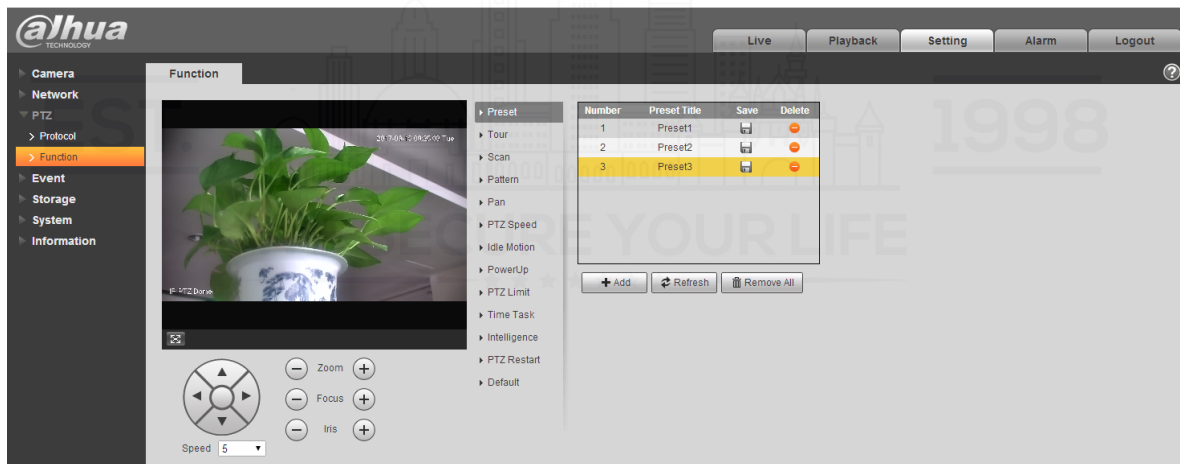 alhua
TECHNOLOGY
Live
Playback
Setting
Alarm
Logout
Camera
Network
PTZ
Protocol
Function
Event
Storage
System
Information
Function
IP PTZ Dome
Zoom
Focus
Iris
Speed 5
Preset
Tour
Scan
Pattern
Pan
PTZ Speed
Idle Motion
PowerUp
PTZ Limit
Time Task
Intelligence
PTZ Restart
Default
Number Preset Title Save Delete
1 Preset1
2 Preset2
3 Preset3
Add
Refresh
Remove All
EST. 1998
SECURE YOUR LIFE